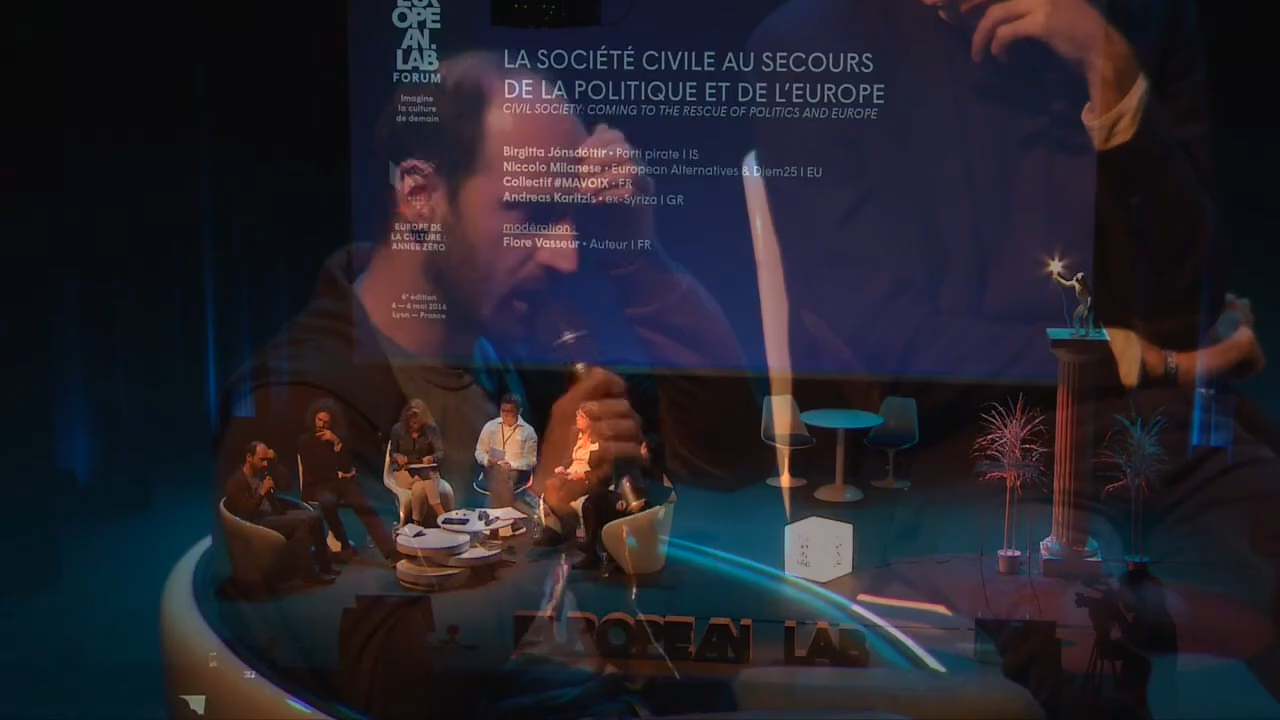 EUR
OPE
AN.
LAB
FORUM
Imagine
la culture
de demain
EUROPE DE
LA CULTURE :
ANNÉE ZÉRO
6e édition
4 — 6 mai 2016
Lyon — France
LA SOCIÉTÉ CIVILE AU SECOURS
DE LA POLITIQUE ET DE L'EUROPE
CIVIL SOCIETY: COMING TO THE RESCUE OF POLITICS AND EUROPE
Birgitta Jónsdóttir • Parti pirate I IS
Niccolo Milanese • European Alternatives & Diem25 I EU
Collectif #MAVOIX • FR
Andreas Karitzis • ex-Syriza I GR
modération
Flore Vasseur • Auteur I FR
EUROPEAN LAB